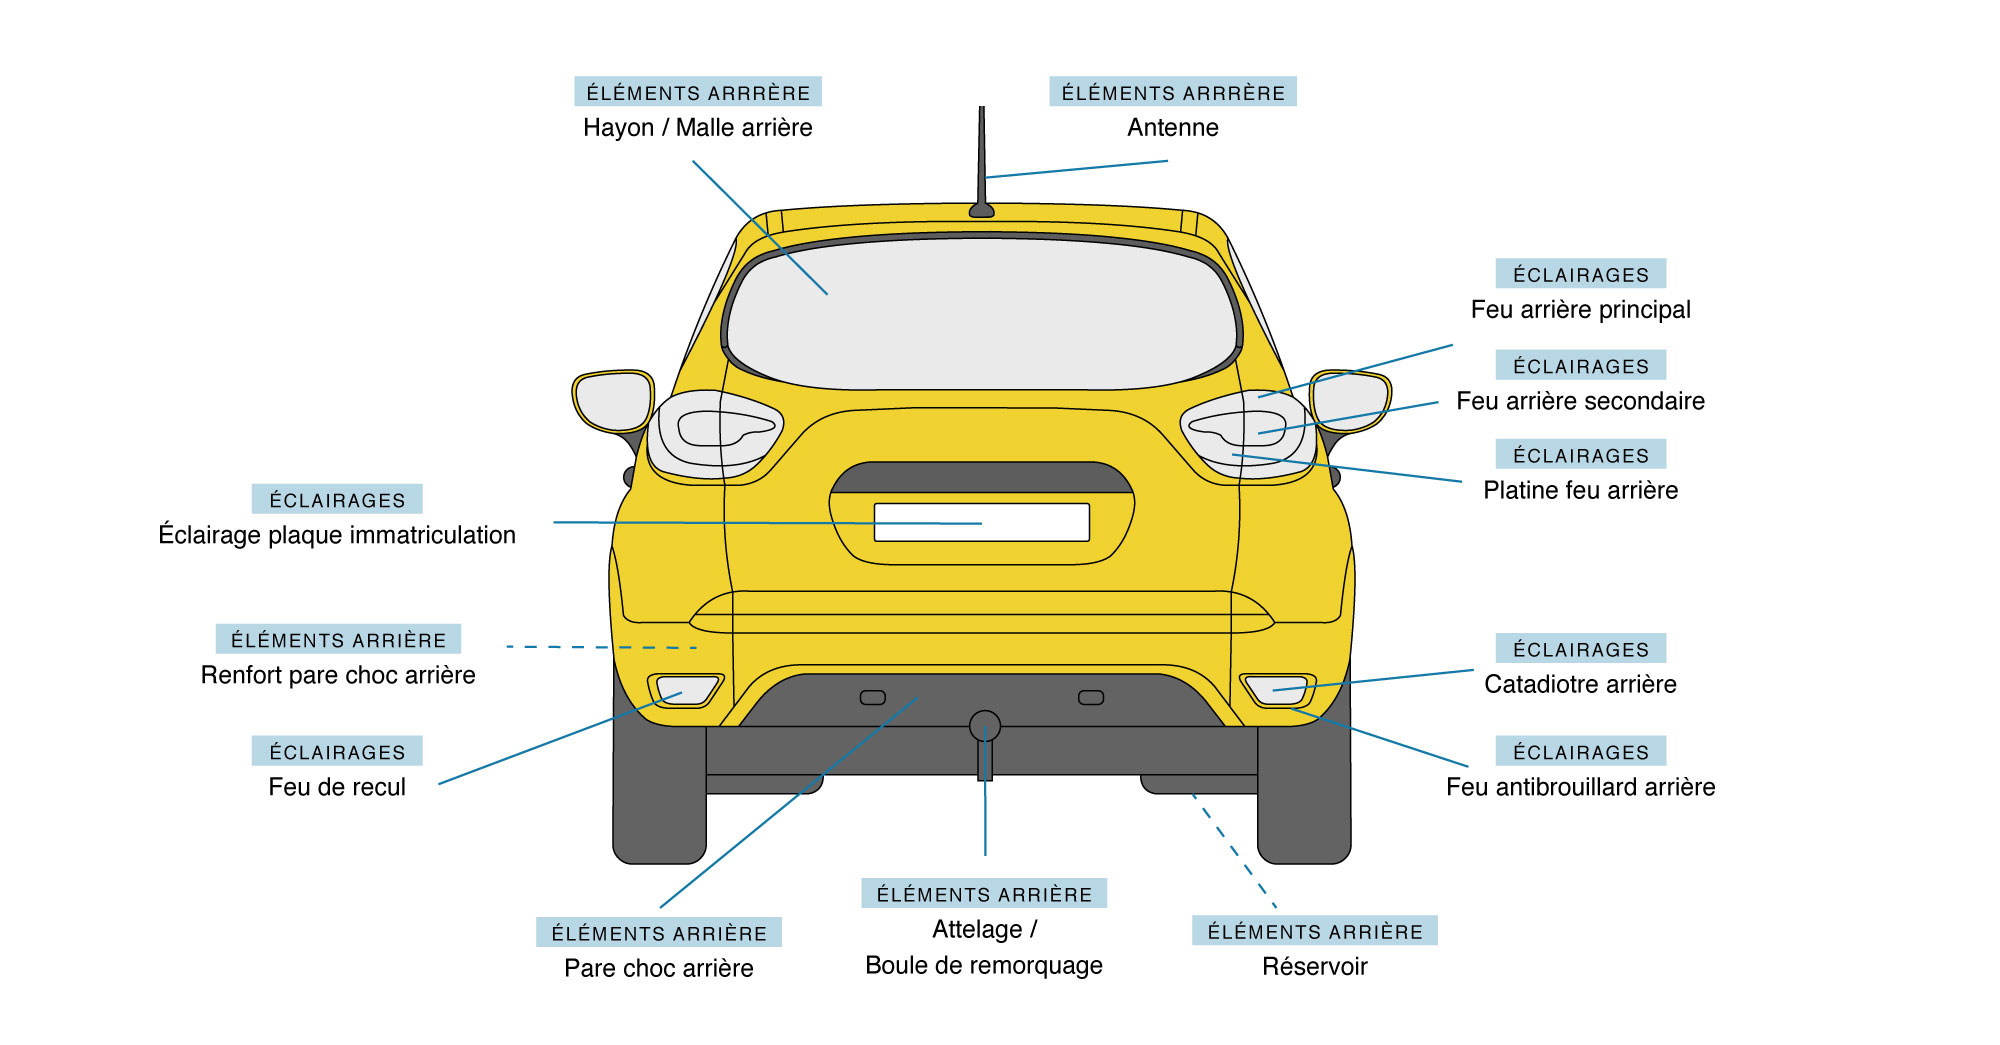 ÉLÉMENTS ARRRÈRE
Hayon / Malle arrière
ÉLÉMENTS ARRRÈRE
Antenne
ÉCLAIRAGES
Feu arrière principal
ÉCLAIRAGES
Feu arrière secondaire
ÉCLAIRAGES
Platine feu arrière
ÉCLAIRAGES
Éclairage plaque immatriculation
ÉLÉMENTS ARRIÈRE
Renfort pare choc arrière
ÉCLAIRAGES
Catadiotre arrière
ÉCLAIRAGES
Feu de recul
ÉCLAIRAGES
Feu antibrouillard arrière
ÉLÉMENTS ARRIÈRE
Pare choc arrière
ÉLÉMENTS ARRIÈRE
Attelage /
Boule de remorquage
ÉLÉMENTS ARRIÈRE
Réservoir